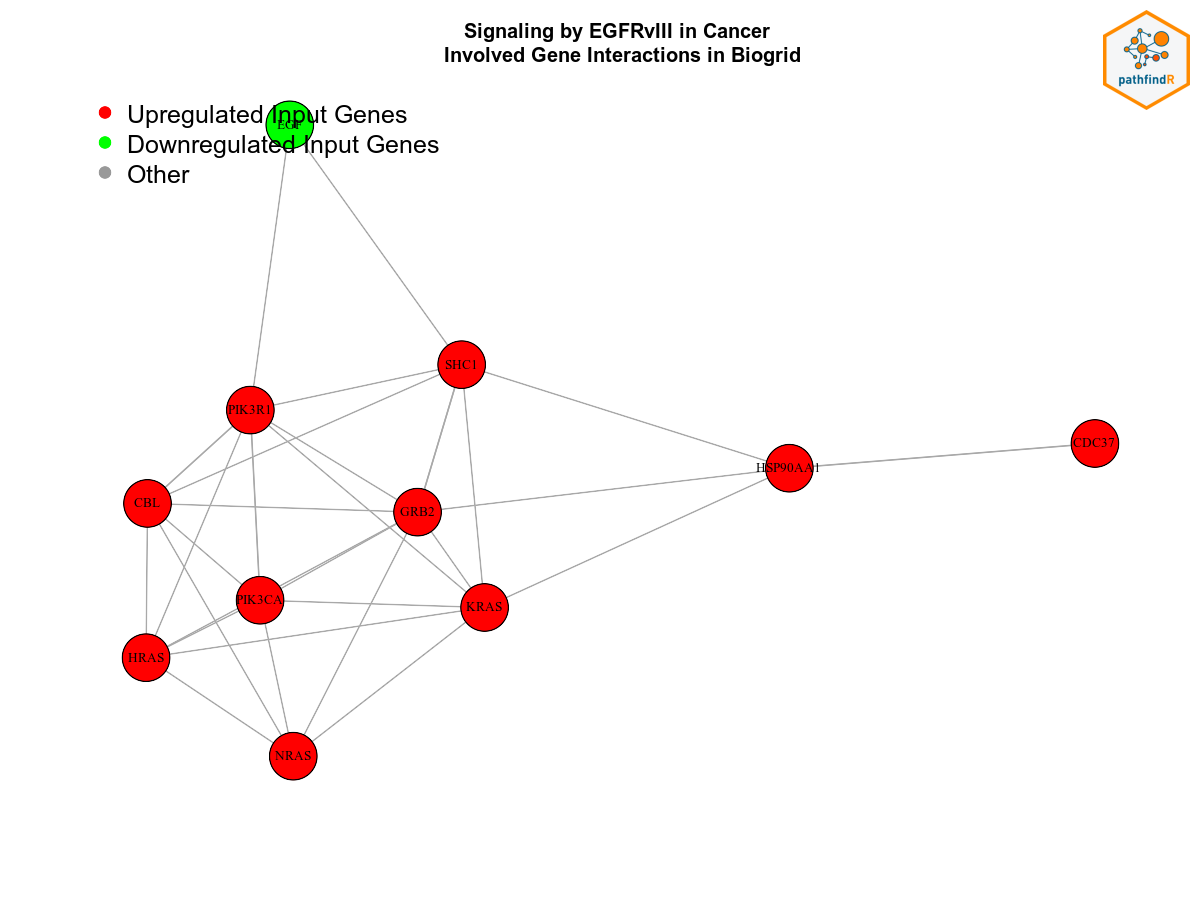 Signaling by EGFRvIII in Cancer
Involved Gene Interactions in Biogrid
pathfindR
Upregulated Input Genes
EGF
Downregulated Input Genes
Other
SHC1
PIK3R1
CDC37
HSP90AA1
CBL
GRB2
PIK3CA
KRAS
HRAS
NRAS